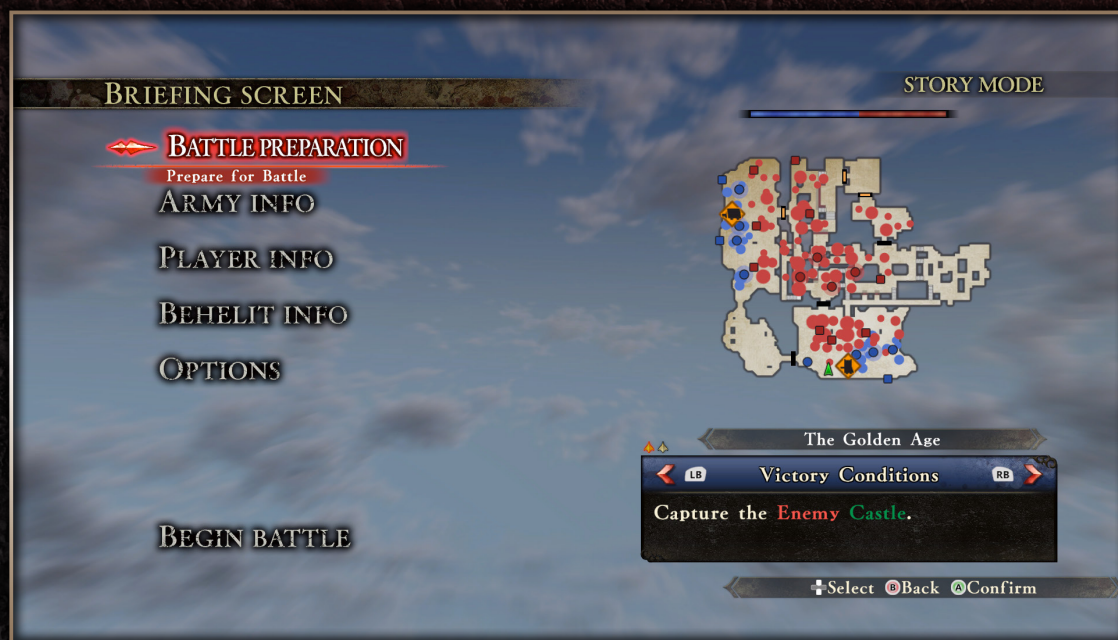 BRIEFING SCREEN
STORY MODE
BATTLE PREPARATION
Prepare for Battle
ARMY INFO
PLAYER INFO
BEHELIT INFO
OPTIONS
BEGIN BATTLE
The Golden Age
LB Victory Conditions RB
Capture the Enemy Castle.
Select B Back A Confirm